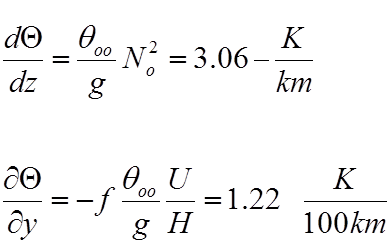 dΘ/dz = θ_oo/g N_o^2 = 3.06 – K/km
∂Θ/∂y = –f θ_oo/g U/H = 1.22 K/100km